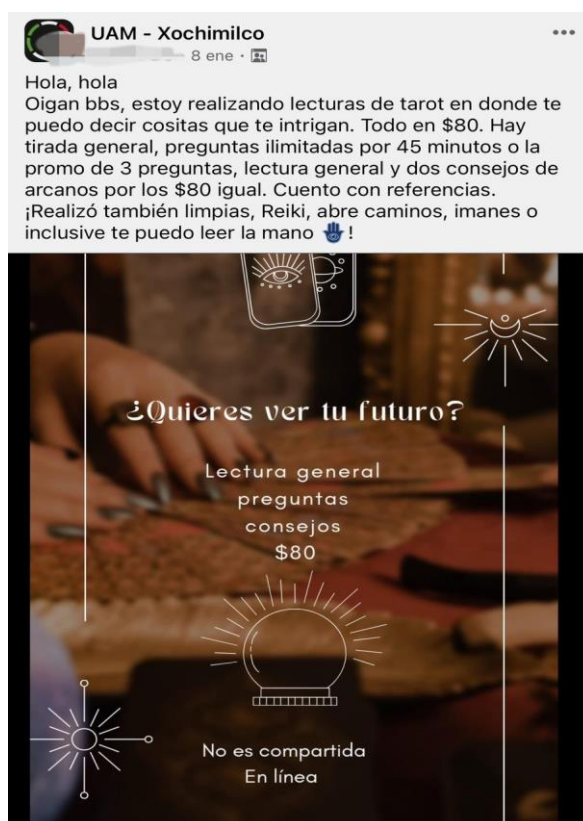 UAM - Xochimilco
8 ene
Hola, hola
Oigan bbs, estoy realizando lecturas de tarot en donde te
puedo decir cositas que te intrigan. Todo en $80. Hay
tirada general, preguntas ilimitadas por 45 minutos o la
promo de 3 preguntas, lectura general y dos consejos de
arcanos por los $80 igual. Cuento con referencias.
¡Realizó también limpias, Reiki, abre caminos, imanes o
inclusive te puedo leer la mano 🪬!
¿Quieres ver tu futuro?
Lectura general
preguntas
consejos
$80
No es compartida
En línea